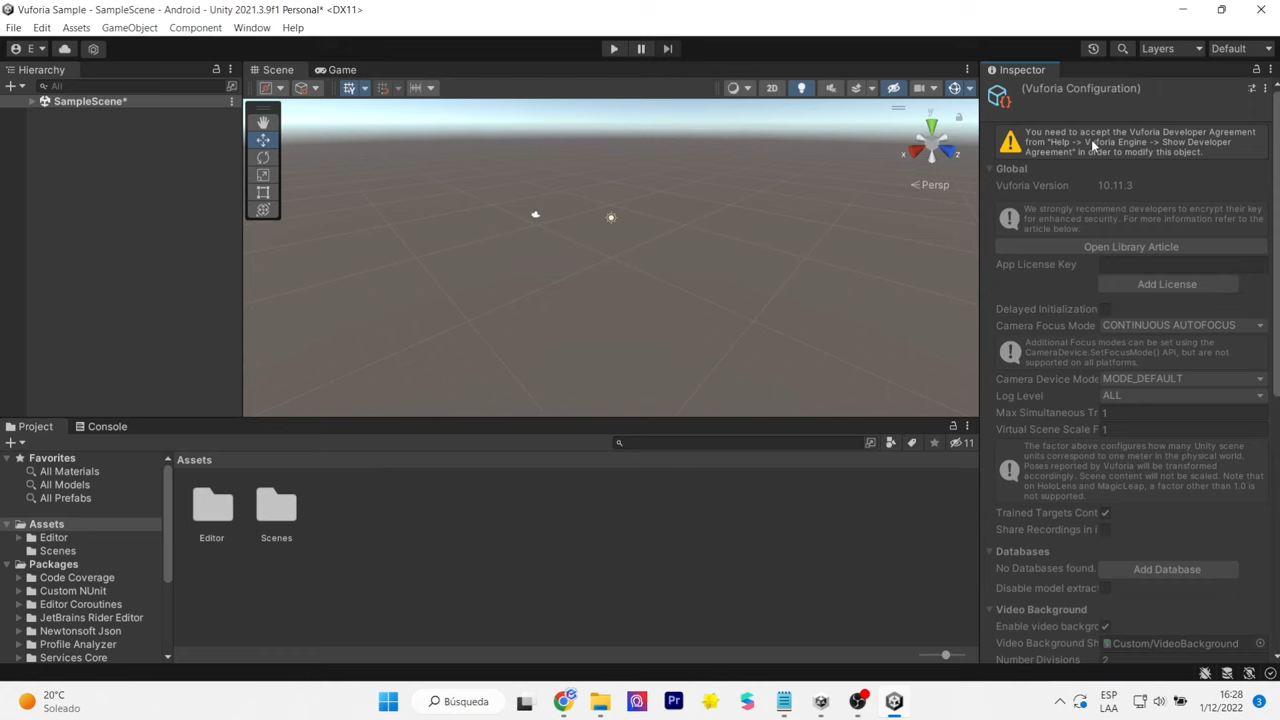 Vuforia Sample - SampleScene - Android - Unity 2021.3.9f1 Personal* <DX11>
File Edit Assets GameObject Component Window Help
E Layers Default
Hierarchy
All
SampleScene*
Scene Game
2D
y
x z
Persp
Inspector
(Vuforia Configuration)
You need to accept the Vuforia Developer Agreement
from "Help -> Vuforia Engine -> Show Developer
Agreement" in order to modify this object.
Global
Vuforia Version 10.11.3
We strongly recommend developers to encrypt their key
for enhanced security. For more information refer to the
article below.
Open Library Article
App License Key
Add License
Delayed Initialization
Camera Focus Mode CONTINUOUS AUTOFOCUS
Additional Focus modes can be set using the
CameraDevice.SetFocusMode() API, but are not
supported on all platforms.
Camera Device Mode MODE_DEFAULT
Log Level ALL
Max Simultaneous Tr 1
Virtual Scene Scale F 1
The factor above configures how many Unity scene
units correspond to one meter in the physical world.
Poses reported by Vuforia will be transformed
accordingly. Scene content will not be scaled. Note that
on HoloLens and MagicLeap, a factor other than 1.0 is
not supported.
Trained Targets Cont
Share Recordings in i
Databases
No Databases found. Add Database
Disable model extrac
Video Background
Enable video backgro
Video Background Sh Custom/VideoBackground
Number Divisions 2
Project Console
11
Favorites
All Materials
All Models
All Prefabs
Assets
Editor
Scenes
Packages
Code Coverage
Custom NUnit
Editor Coroutines
JetBrains Rider Editor
Newtonsoft Json
Profile Analyzer
Services Core
Assets
Editor Scenes
20°C
Soleado
Búsqueda
Pr
ESP
LAA
16:28
1/12/2022
3